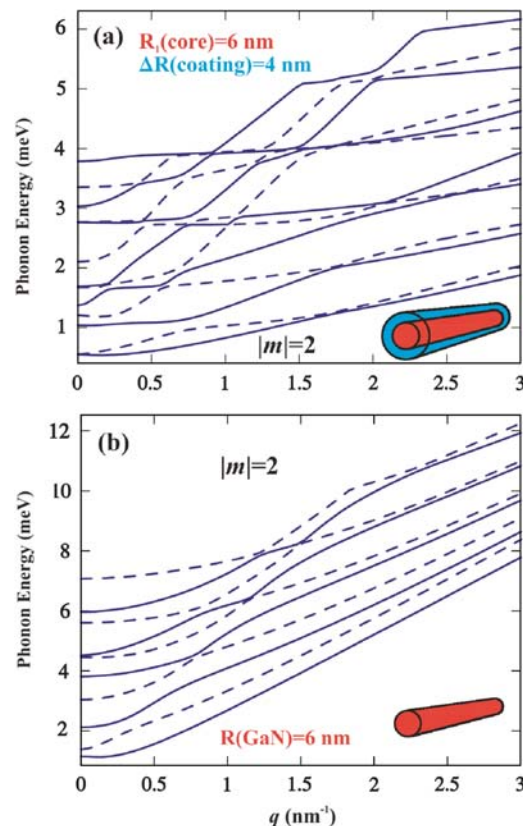 (a)
R₁(core)=6 nm
ΔR(coating)=4 nm
Phonon Energy (meV)
6
5
4
3
2
1
|m|=2
0 0.5 1 1.5 2 2.5 3
(b)
|m|=2
Phonon Energy (meV)
12
10
8
6
4
2
R(GaN)=6 nm
0 0.5 1 1.5 2 2.5 3
q (nm⁻¹)